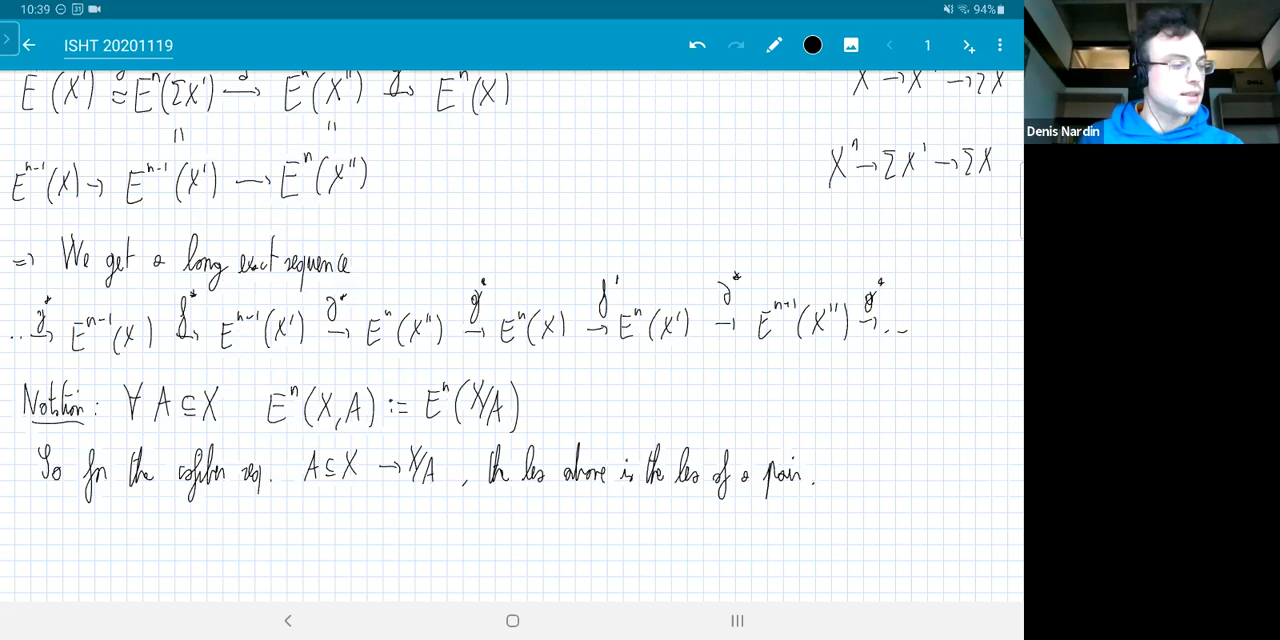 10:39 31 94%
ISHT 20201119
1
E (X') ≅ E^n(ΣX') → E^n(X'') → E^n(X)
X → X' → ΣX
=
=
E^{n-1}(X) → E^{n-1}(X') → E^n(X'')
X'' → ΣX' → ΣX
⇒ We get a long exact sequence
... →^{g*} E^{n-1}(X) →^{f*} E^{n-1}(X') →^{∂*} E^n(X'') →^{g*} E^n(X) →^{f*} E^n(X') →^{∂*} E^{n+1}(X'') →^{g*} ...
Notation: ∀ A ⊆ X E^n(X,A) := E^n(X/A)
So for the cofiber seq. A ⊆ X → X/A, the les above is the les of a pair.
Denis Nardin